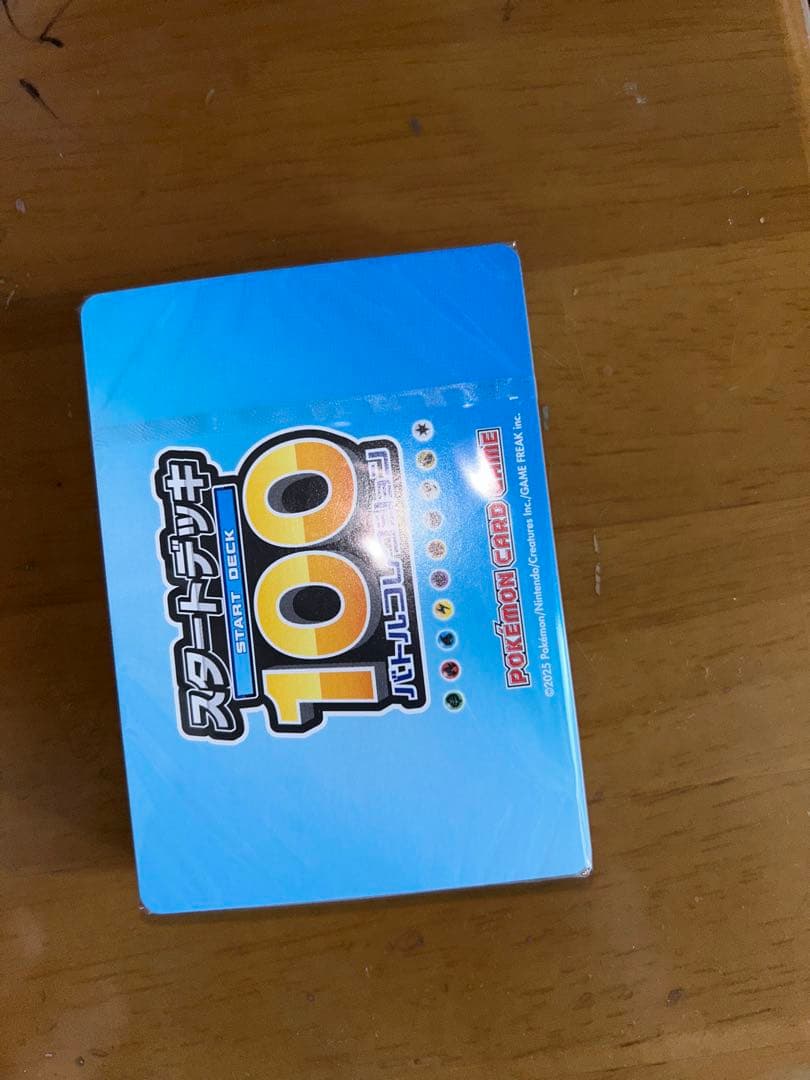 スタートデッキ
START DECK
100
バトルコレクション
POKÉMON CARD GAME
©2025 Pokémon/Nintendo/Creatures Inc./GAME FREAK inc.